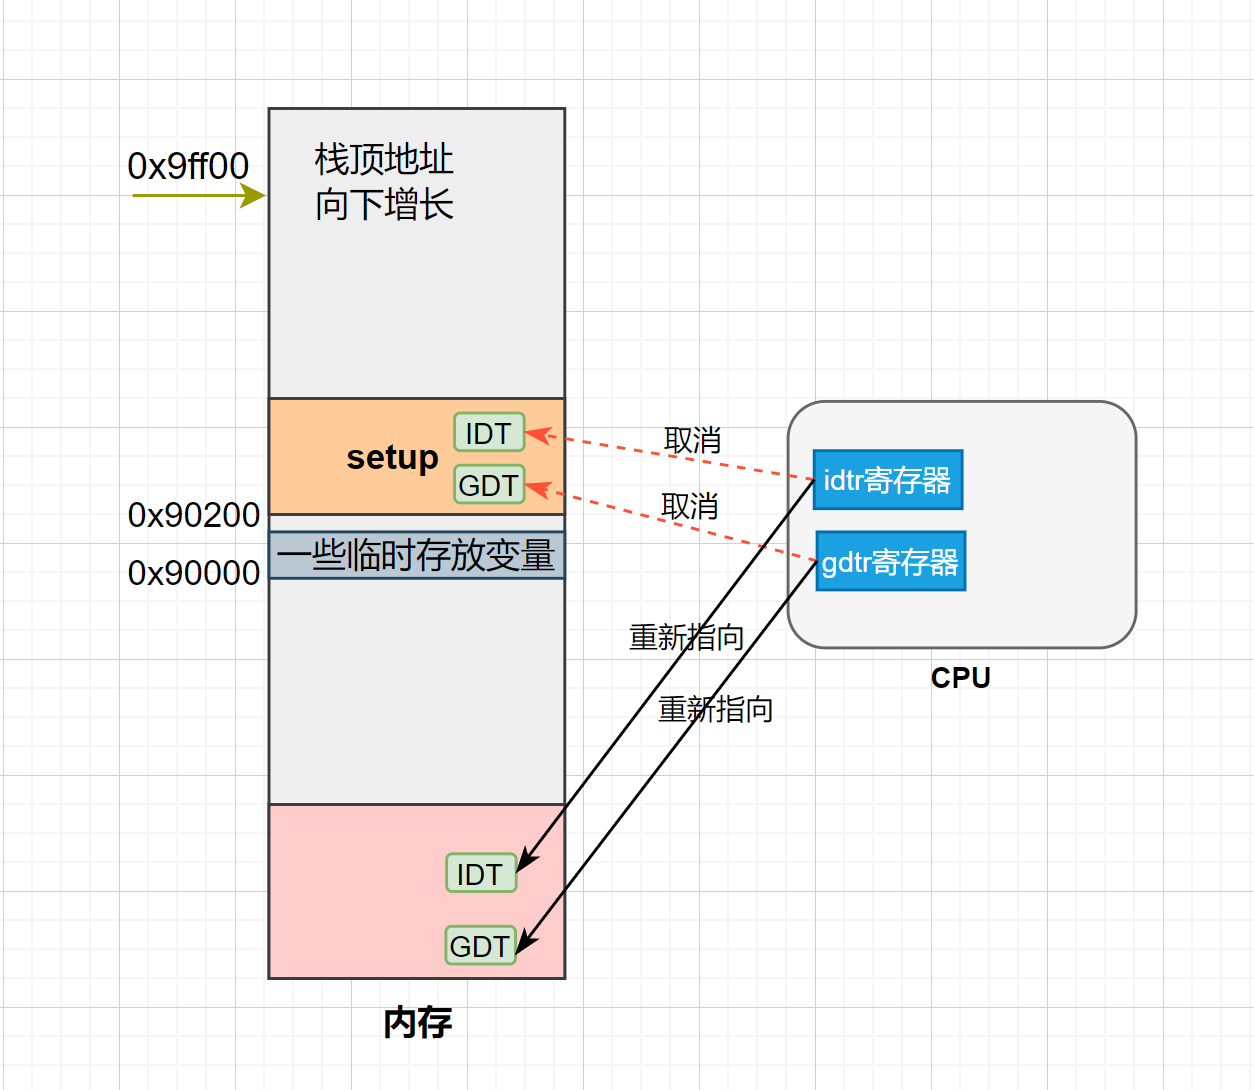 0x9ff00
栈顶地址
向下增长
setup
IDT
GDT
0x90200
一些临时存放变量
0x90000
取消
取消
idtr寄存器
gdtr寄存器
CPU
重新指向
重新指向
IDT
GDT
内存